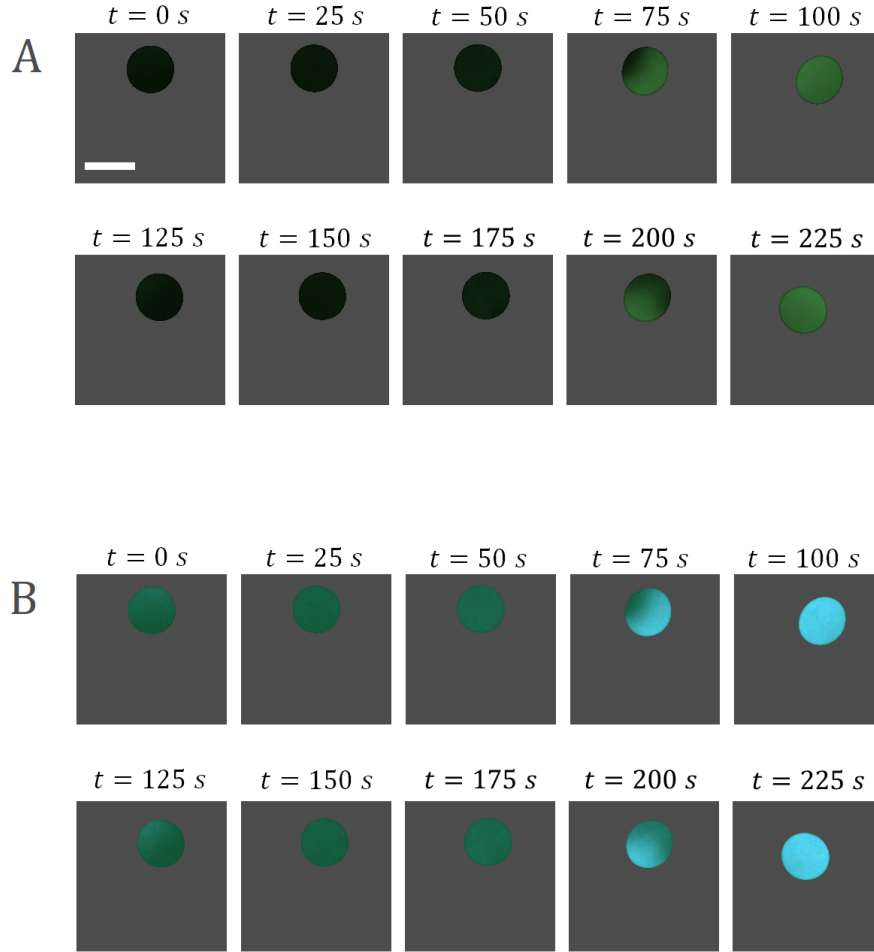 t = 0 s t = 25 s t = 50 s t = 75 s t = 100 s
A
t = 125 s t = 150 s t = 175 s t = 200 s t = 225 s
t = 0 s t = 25 s t = 50 s t = 75 s t = 100 s
B
t = 125 s t = 150 s t = 175 s t = 200 s t = 225 s